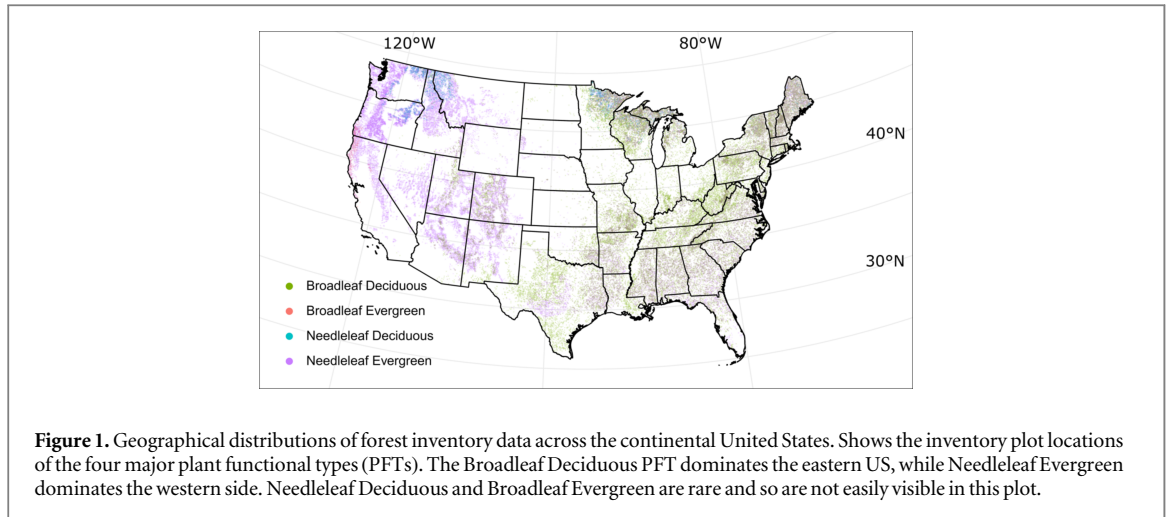 120°W
80°W
40°N
30°N
Broadleaf Deciduous
Broadleaf Evergreen
Needleleaf Deciduous
Needleleaf Evergreen
Figure 1. Geographical distributions of forest inventory data across the continental United States. Shows the inventory plot locations
of the four major plant functional types (PFTs). The Broadleaf Deciduous PFT dominates the eastern US, while Needleleaf Evergreen
dominates the western side. Needleleaf Deciduous and Broadleaf Evergreen are rare and so are not easily visible in this plot.